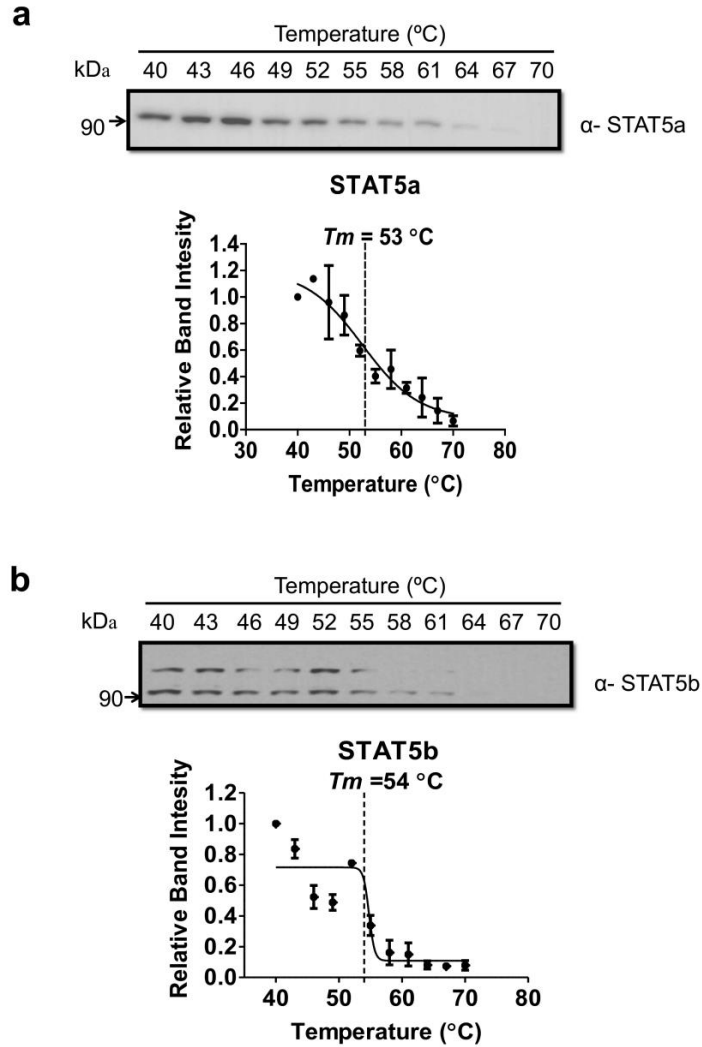 a
Temperature (ºC)
kDa 40 43 46 49 52 55 58 61 64 67 70
90
α- STAT5a
STAT5a
Tm = 53 °C
Relative Band Intesity
1.4
1.2
1.0
0.8
0.6
0.4
0.2
0.0
30 40 50 60 70 80
Temperature (°C)
b
Temperature (ºC)
kDa 40 43 46 49 52 55 58 61 64 67 70
90
α- STAT5b
STAT5b
Tm =54 °C
Relative Band Intesity
1.2
1.0
0.8
0.6
0.4
0.2
0.0
40 50 60 70 80
Temperature (°C)